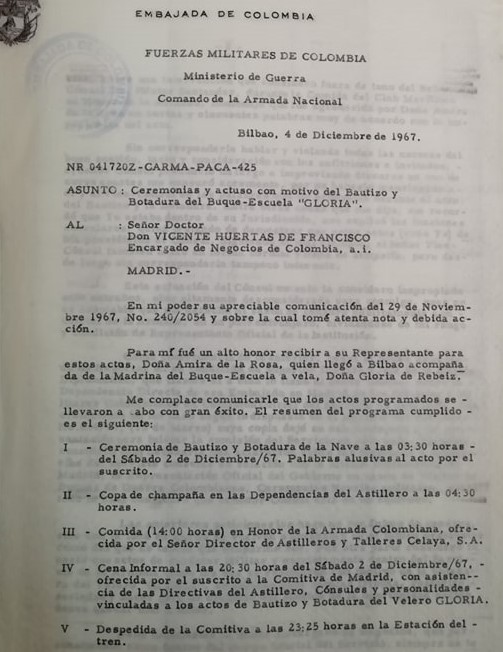 EMBAJADA DE COLOMBIA
FUERZAS MILITARES DE COLOMBIA
Ministerio de Guerra
Comando de la Armada Nacional
Bilbao, 4 de Diciembre de 1967.
NR 041720Z-CARMA-PACA-425
ASUNTO : Ceremonias y actuso con motivo del Bautizo y
Botadura del Buque-Escuela "GLORIA".
AL : Señor Doctor
Don VICENTE HUERTAS DE FRANCISCO
Encargado de Negocios de Colombia, a.i.
MADRID.-
En mi poder su apreciable comunicación del 29 de Noviem-
bre 1967, No. 240/2054 y sobre la cual tomé atenta nota y debida ac-
ción.
Para mí fué un alto honor recibir a su Representante para
estos actos, Doña Amira de la Rosa, quien llegó a Bilbao acompaña
da de la Madrina del Buque-Escuela a vela, Doña Gloria de Rebeiz.
Me complace comunicarle que los actos programados se -
llevaron a cabo con gran éxito. El resumen del programa cumplido -
es el siguiente:
I - Ceremonia de Bautizo y Botadura de la Nave a las 03:30 horas -
del Sábado 2 de Diciembre/67. Palabras alusivas al acto por el
suscrito.
II - Copa de champaña en las Dependencias del Astillero a las 04:30
horas.
III - Comida (14:00 horas) en Honor de la Armada Colombiana, ofre-
cida por el Señor Director de Astilleros y Talleres Celaya, S.A.
IV - Cena Informal a las 20:30 horas del Sábado 2 de Diciembre/67, -
ofrecida por el suscrito a la Comitiva de Madrid, con asisten--
cia de las Directivas del Astillero, Cónsules y personalidades -
vinculadas a los actos de Bautizo y Botadura del Velero GLORIA.
V - Despedida de la Comitiva a las 23:25 horas en la Estación del -
tren.